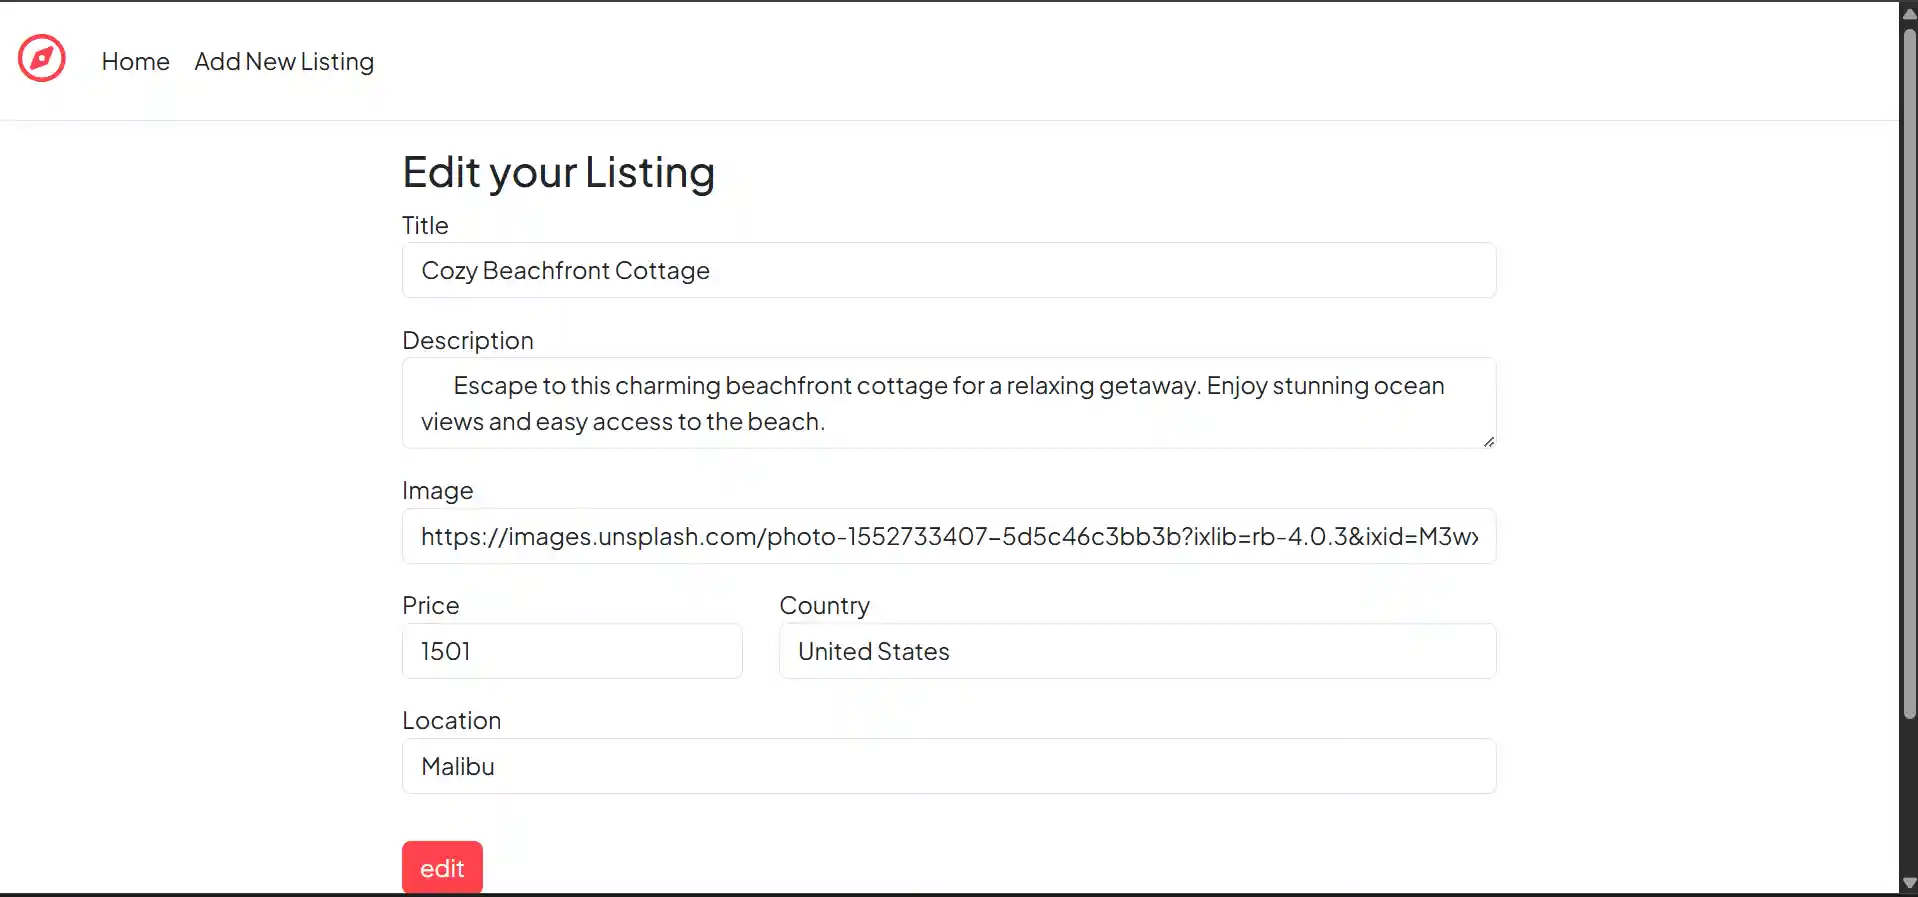 Home Add New Listing
Edit your Listing
Title
Cozy Beachfront Cottage
Description
Escape to this charming beachfront cottage for a relaxing getaway. Enjoy stunning ocean
views and easy access to the beach.
Image
https://images.unsplash.com/photo-1552733407-5d5c46c3bb3b?ixlib=rb-4.0.3&ixid=M3wx
Price Country
1501 United States
Location
Malibu
edit